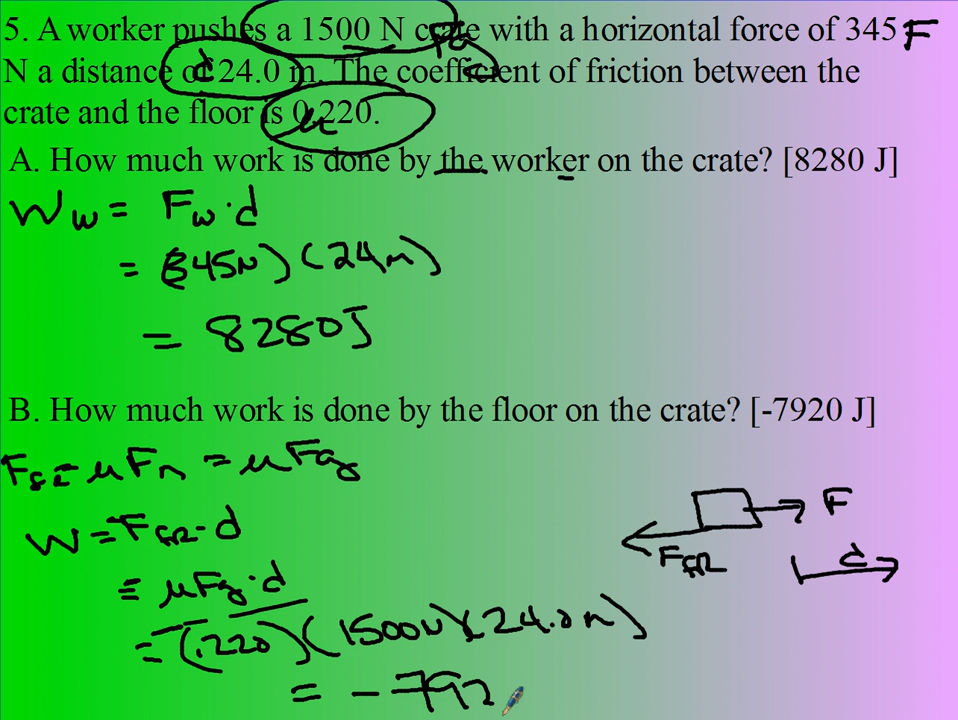 5. A worker pushes a 1500 N crate with a horizontal force of 345 F
Fg
N a distance of 24.0 m. The coefficient of friction between the
d
crate and the floor is 0.220.
μ
A. How much work is done by the worker on the crate? [8280 J]
Ww = Fw · d
= (345N) (24m)
= 8280J
B. How much work is done by the floor on the crate? [-7920 J]
Ffr = μFn = μFg
W = -Ffr · d
F
Ffr
d
= μFg · d
= -(.220)(1500N)(24.0m)
= -792